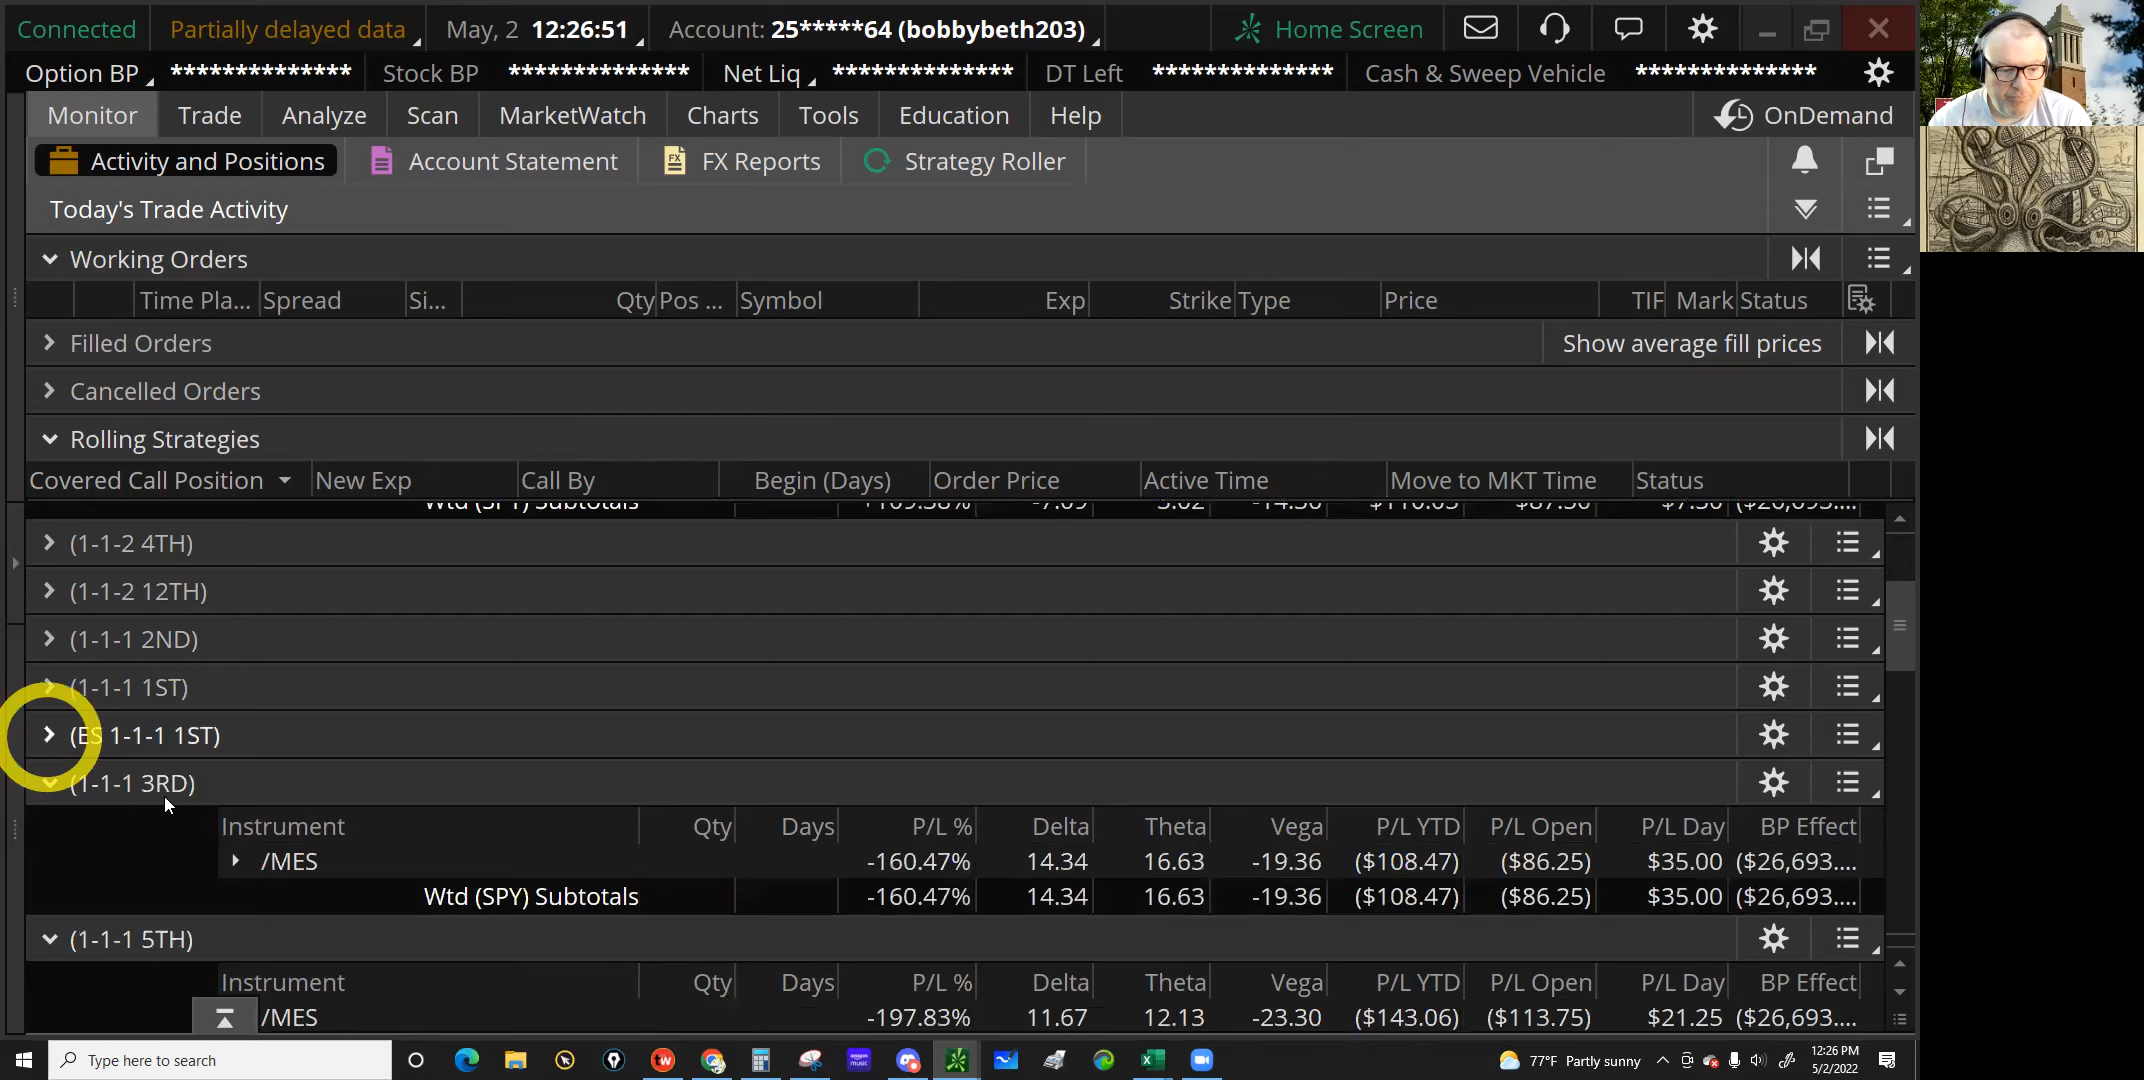 Connected Partially delayed data May, 2 12:26:51 Account: 25*****64 (bobbybeth203) Home Screen
Option BP ************** Stock BP ************** Net Liq ************** DT Left ************** Cash & Sweep Vehicle **************
Monitor Trade Analyze Scan MarketWatch Charts Tools Education Help OnDemand
Activity and Positions Account Statement FX FX Reports Strategy Roller
Today's Trade Activity
Working Orders
Time Pla... Spread Si... Qty Pos ... Symbol Exp Strike Type Price TIF Mark Status
Filled Orders Show average fill prices
Cancelled Orders
Rolling Strategies
Covered Call Position New Exp Call By Begin (Days) Order Price Active Time Move to MKT Time Status
Wtd (SPY) Subtotals
(1-1-2 4TH)
(1-1-2 12TH)
(1-1-1 2ND)
(1-1-1 1ST)
(ES 1-1-1 1ST)
(1-1-1 3RD)
Instrument Qty Days P/L % Delta Theta Vega P/L YTD P/L Open P/L Day BP Effect
/MES -160.47% 14.34 16.63 -19.36 ($108.47) ($86.25) $35.00 ($26,693....
Wtd (SPY) Subtotals -160.47% 14.34 16.63 -19.36 ($108.47) ($86.25) $35.00 ($26,693....
(1-1-1 5TH)
Instrument Qty Days P/L % Delta Theta Vega P/L YTD P/L Open P/L Day BP Effect
/MES -197.83% 11.67 12.13 -23.30 ($143.06) ($113.75) $21.25 ($26,693....
Type here to search 77°F Partly sunny 12:26 PM
5/2/2022